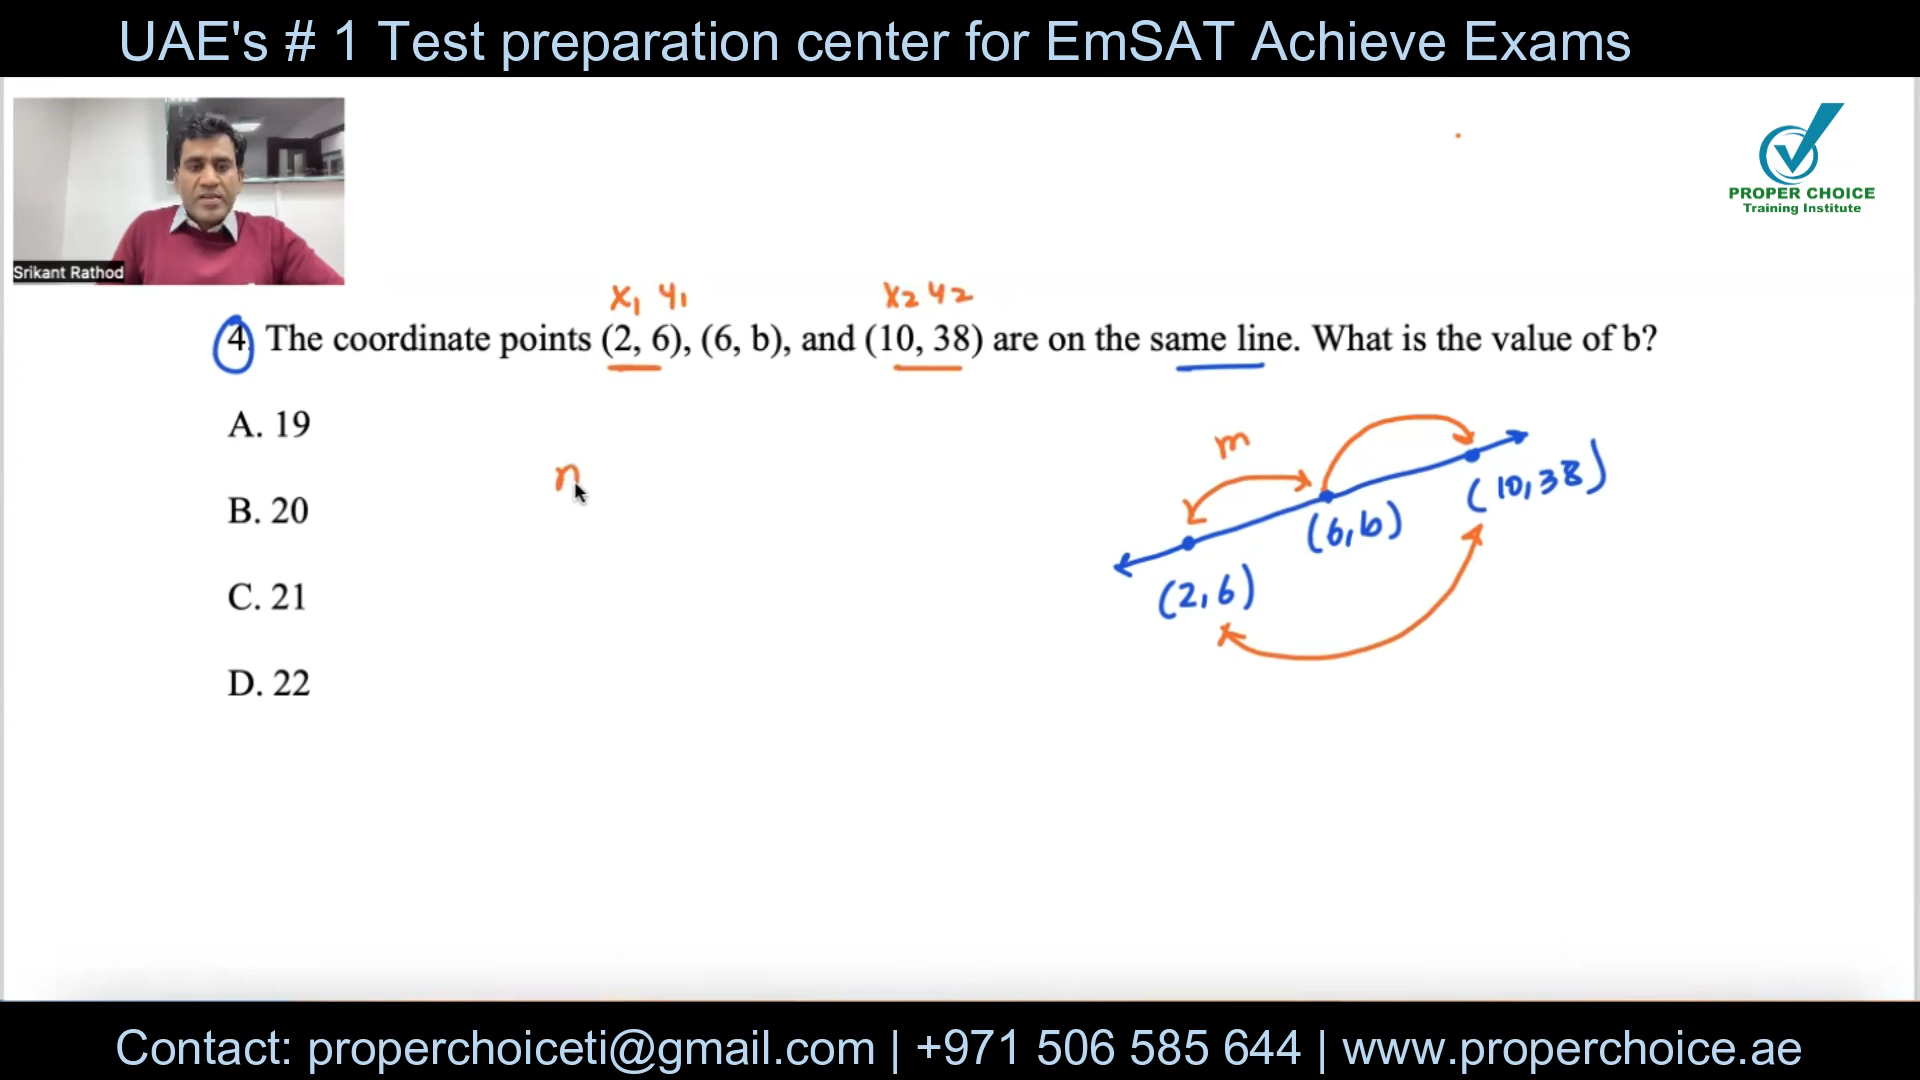 UAE's # 1 Test preparation center for EmSAT Achieve Exams
PROPER CHOICE
Training Institute
Srikant Rathod
x1 y1 x2 y2
4. The coordinate points (2, 6), (6, b), and (10, 38) are on the same line. What is the value of b?
A. 19
B. 20
C. 21
D. 22
m
(10,38)
(6,b)
(2,6)
Contact: properchoiceti@gmail.com | +971 506 585 644 | www.properchoice.ae